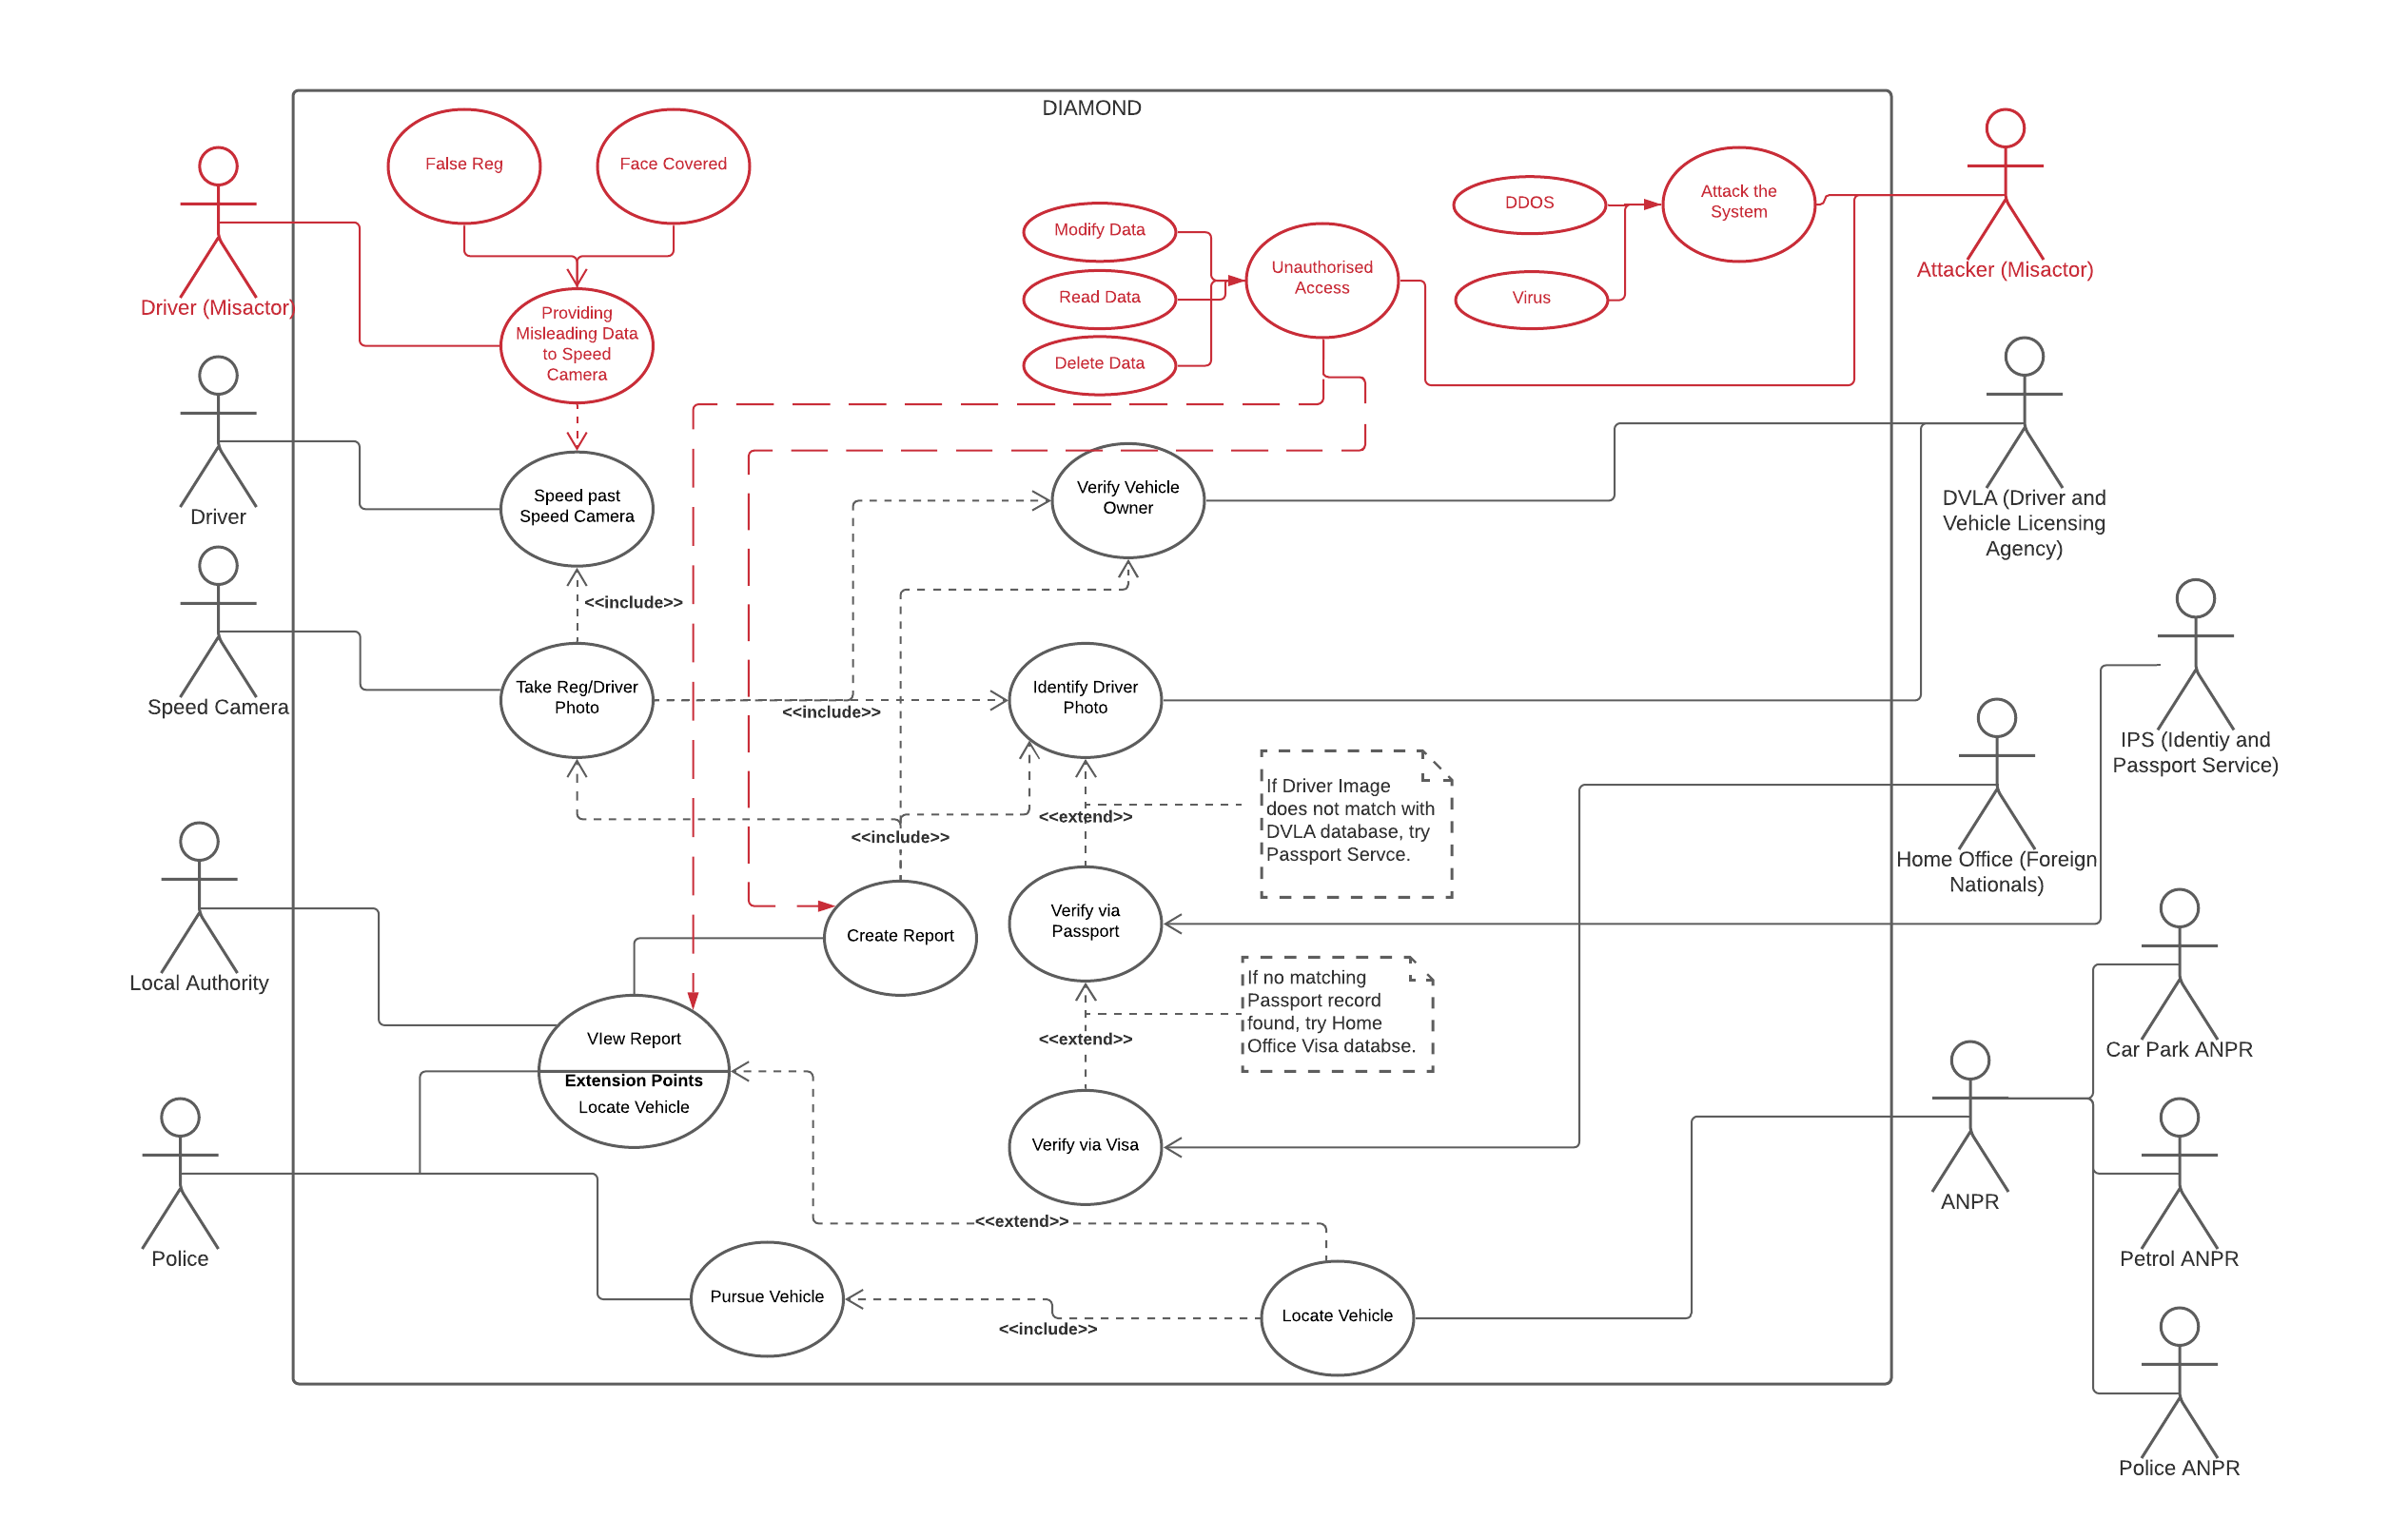 DIAMOND
False Reg
Face Covered
Driver (Misactor)
Providing
Misleading Data
to Speed
Camera
Modify Data
Read Data
Delete Data
Unauthorised
Access
DDOS
Virus
Attack the
System
Attacker (Misactor)
Driver
Speed past
Speed Camera
Verify Vehicle
Owner
DVLA (Driver and
Vehicle Licensing
Agency)
<<include>>
Speed Camera
Take Reg/Driver
Photo
<<include>>
Identify Driver
Photo
IPS (Identiy and
Passport Service)
If Driver Image
does not match with
DVLA database, try
Passport Servce.
<<extend>>
<<include>>
Home Office (Foreign
Nationals)
Local Authority
Create Report
Verify via
Passport
If no matching
Passport record
found, try Home
Office Visa databse.
<<extend>>
Car Park ANPR
VIew Report
Extension Points
Locate Vehicle
Verify via Visa
ANPR
Police
<<extend>>
Petrol ANPR
Pursue Vehicle
<<include>>
Locate Vehicle
Police ANPR